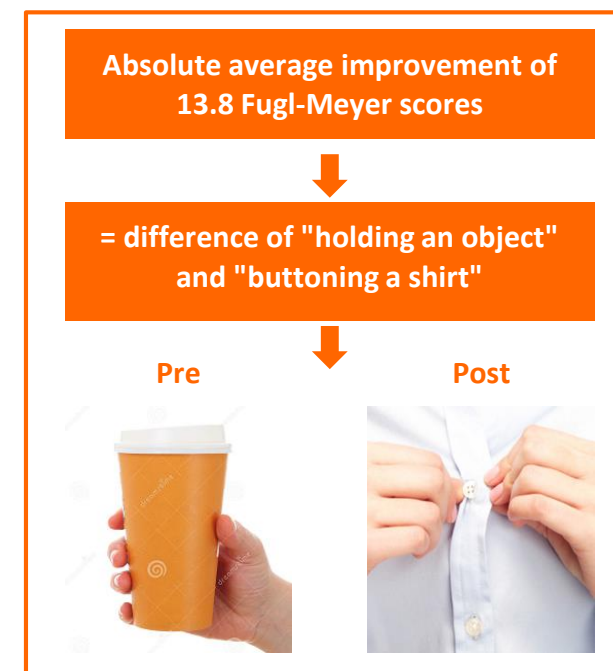 Absolute average improvement of
13.8 Fugl-Meyer scores
= difference of "holding an object"
and "buttoning a shirt"
Pre
Post